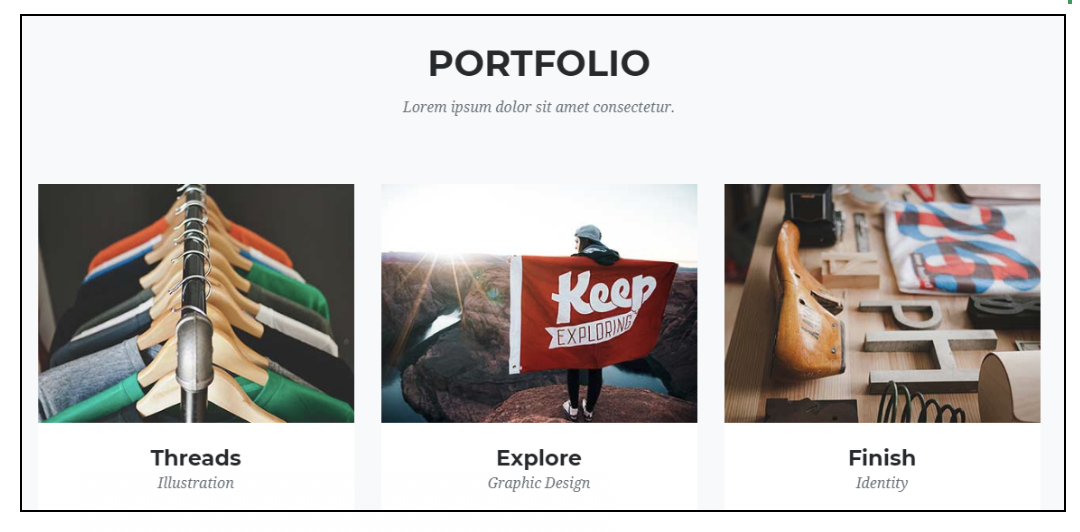 PORTFOLIO
Lorem ipsum dolor sit amet consectetur.
Keep
EXPLORING
P
H
Threads
Illustration
Explore
Graphic Design
Finish
Identity